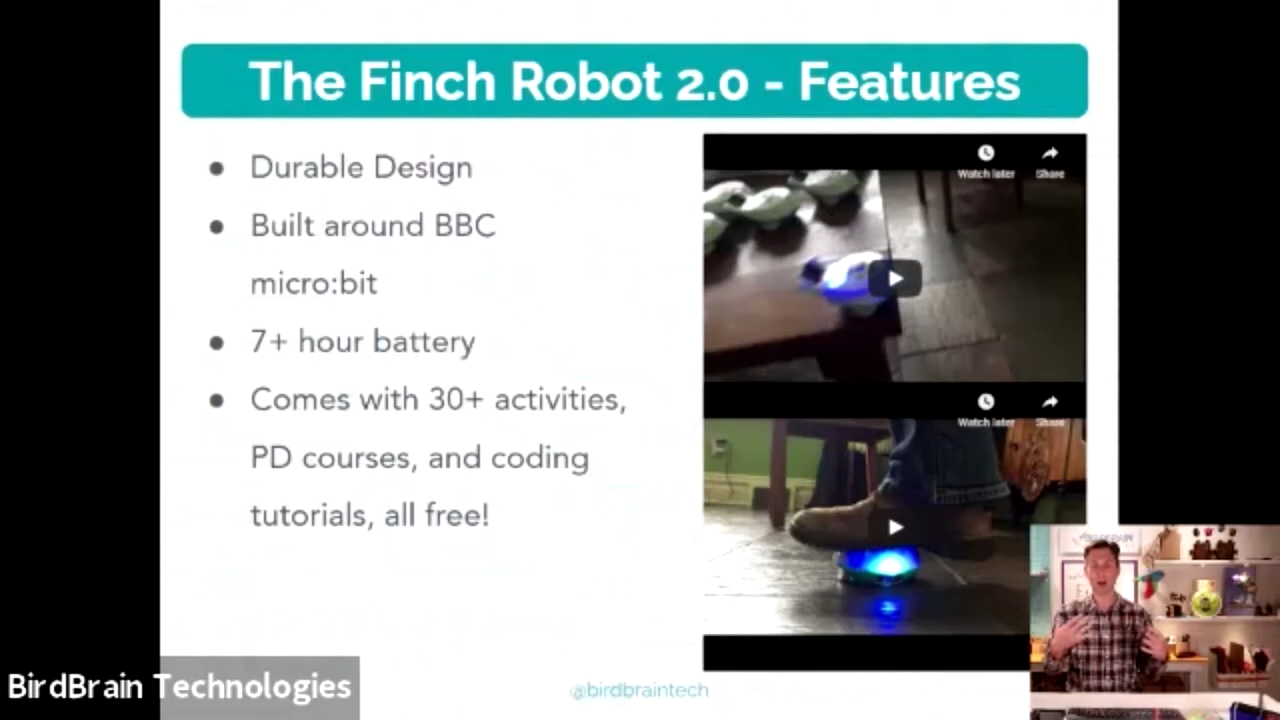 The Finch Robot 2.0 - Features
● Durable Design
● Built around BBC
micro:bit
● 7+ hour battery
● Comes with 30+ activities,
PD courses, and coding
tutorials, all free!
Watch later
Share
Watch later
Share
BirdBrain Technologies
@birdbraintech